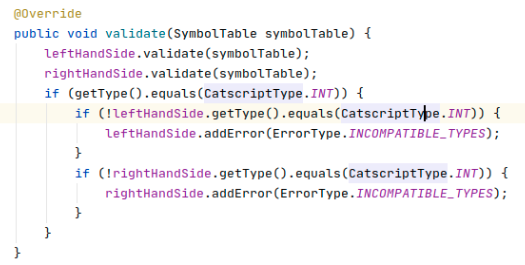 @Override
public void validate(SymbolTable symbolTable) {
    leftHandSide.validate(symbolTable);
    rightHandSide.validate(symbolTable);
    if (getType().equals(CatscriptType.INT)) {
        if (!leftHandSide.getType().equals(CatscriptType.INT)) {
            leftHandSide.addError(ErrorType.INCOMPATIBLE_TYPES);
        }
        if (!rightHandSide.getType().equals(CatscriptType.INT)) {
            rightHandSide.addError(ErrorType.INCOMPATIBLE_TYPES);
        }
    }
}